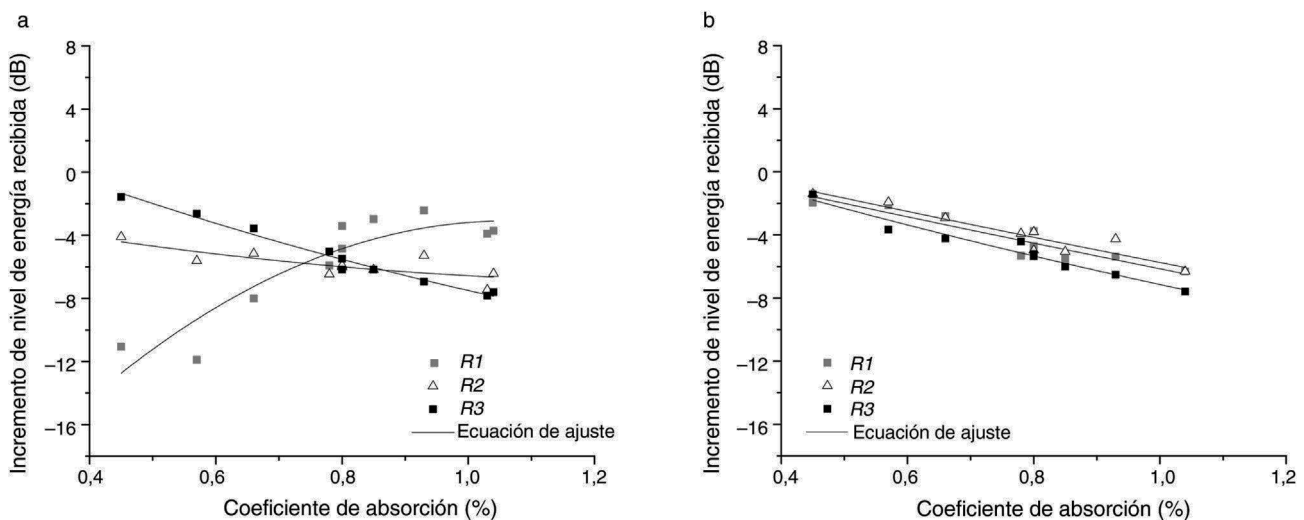 a
Incremento de nivel de energía recibida (dB)
8
4
0
−4
−8
−12
−16
R1
R2
R3
Ecuación de ajuste
0,4
0,6
0,8
1,0
1,2
Coeficiente de absorción (%)
b
Incremento de nivel de energía recibida (dB)
8
4
0
−4
−8
−12
−16
R1
R2
R3
Ecuación de ajuste
0,4
0,6
0,8
1,0
1,2
Coeficiente de absorción (%)